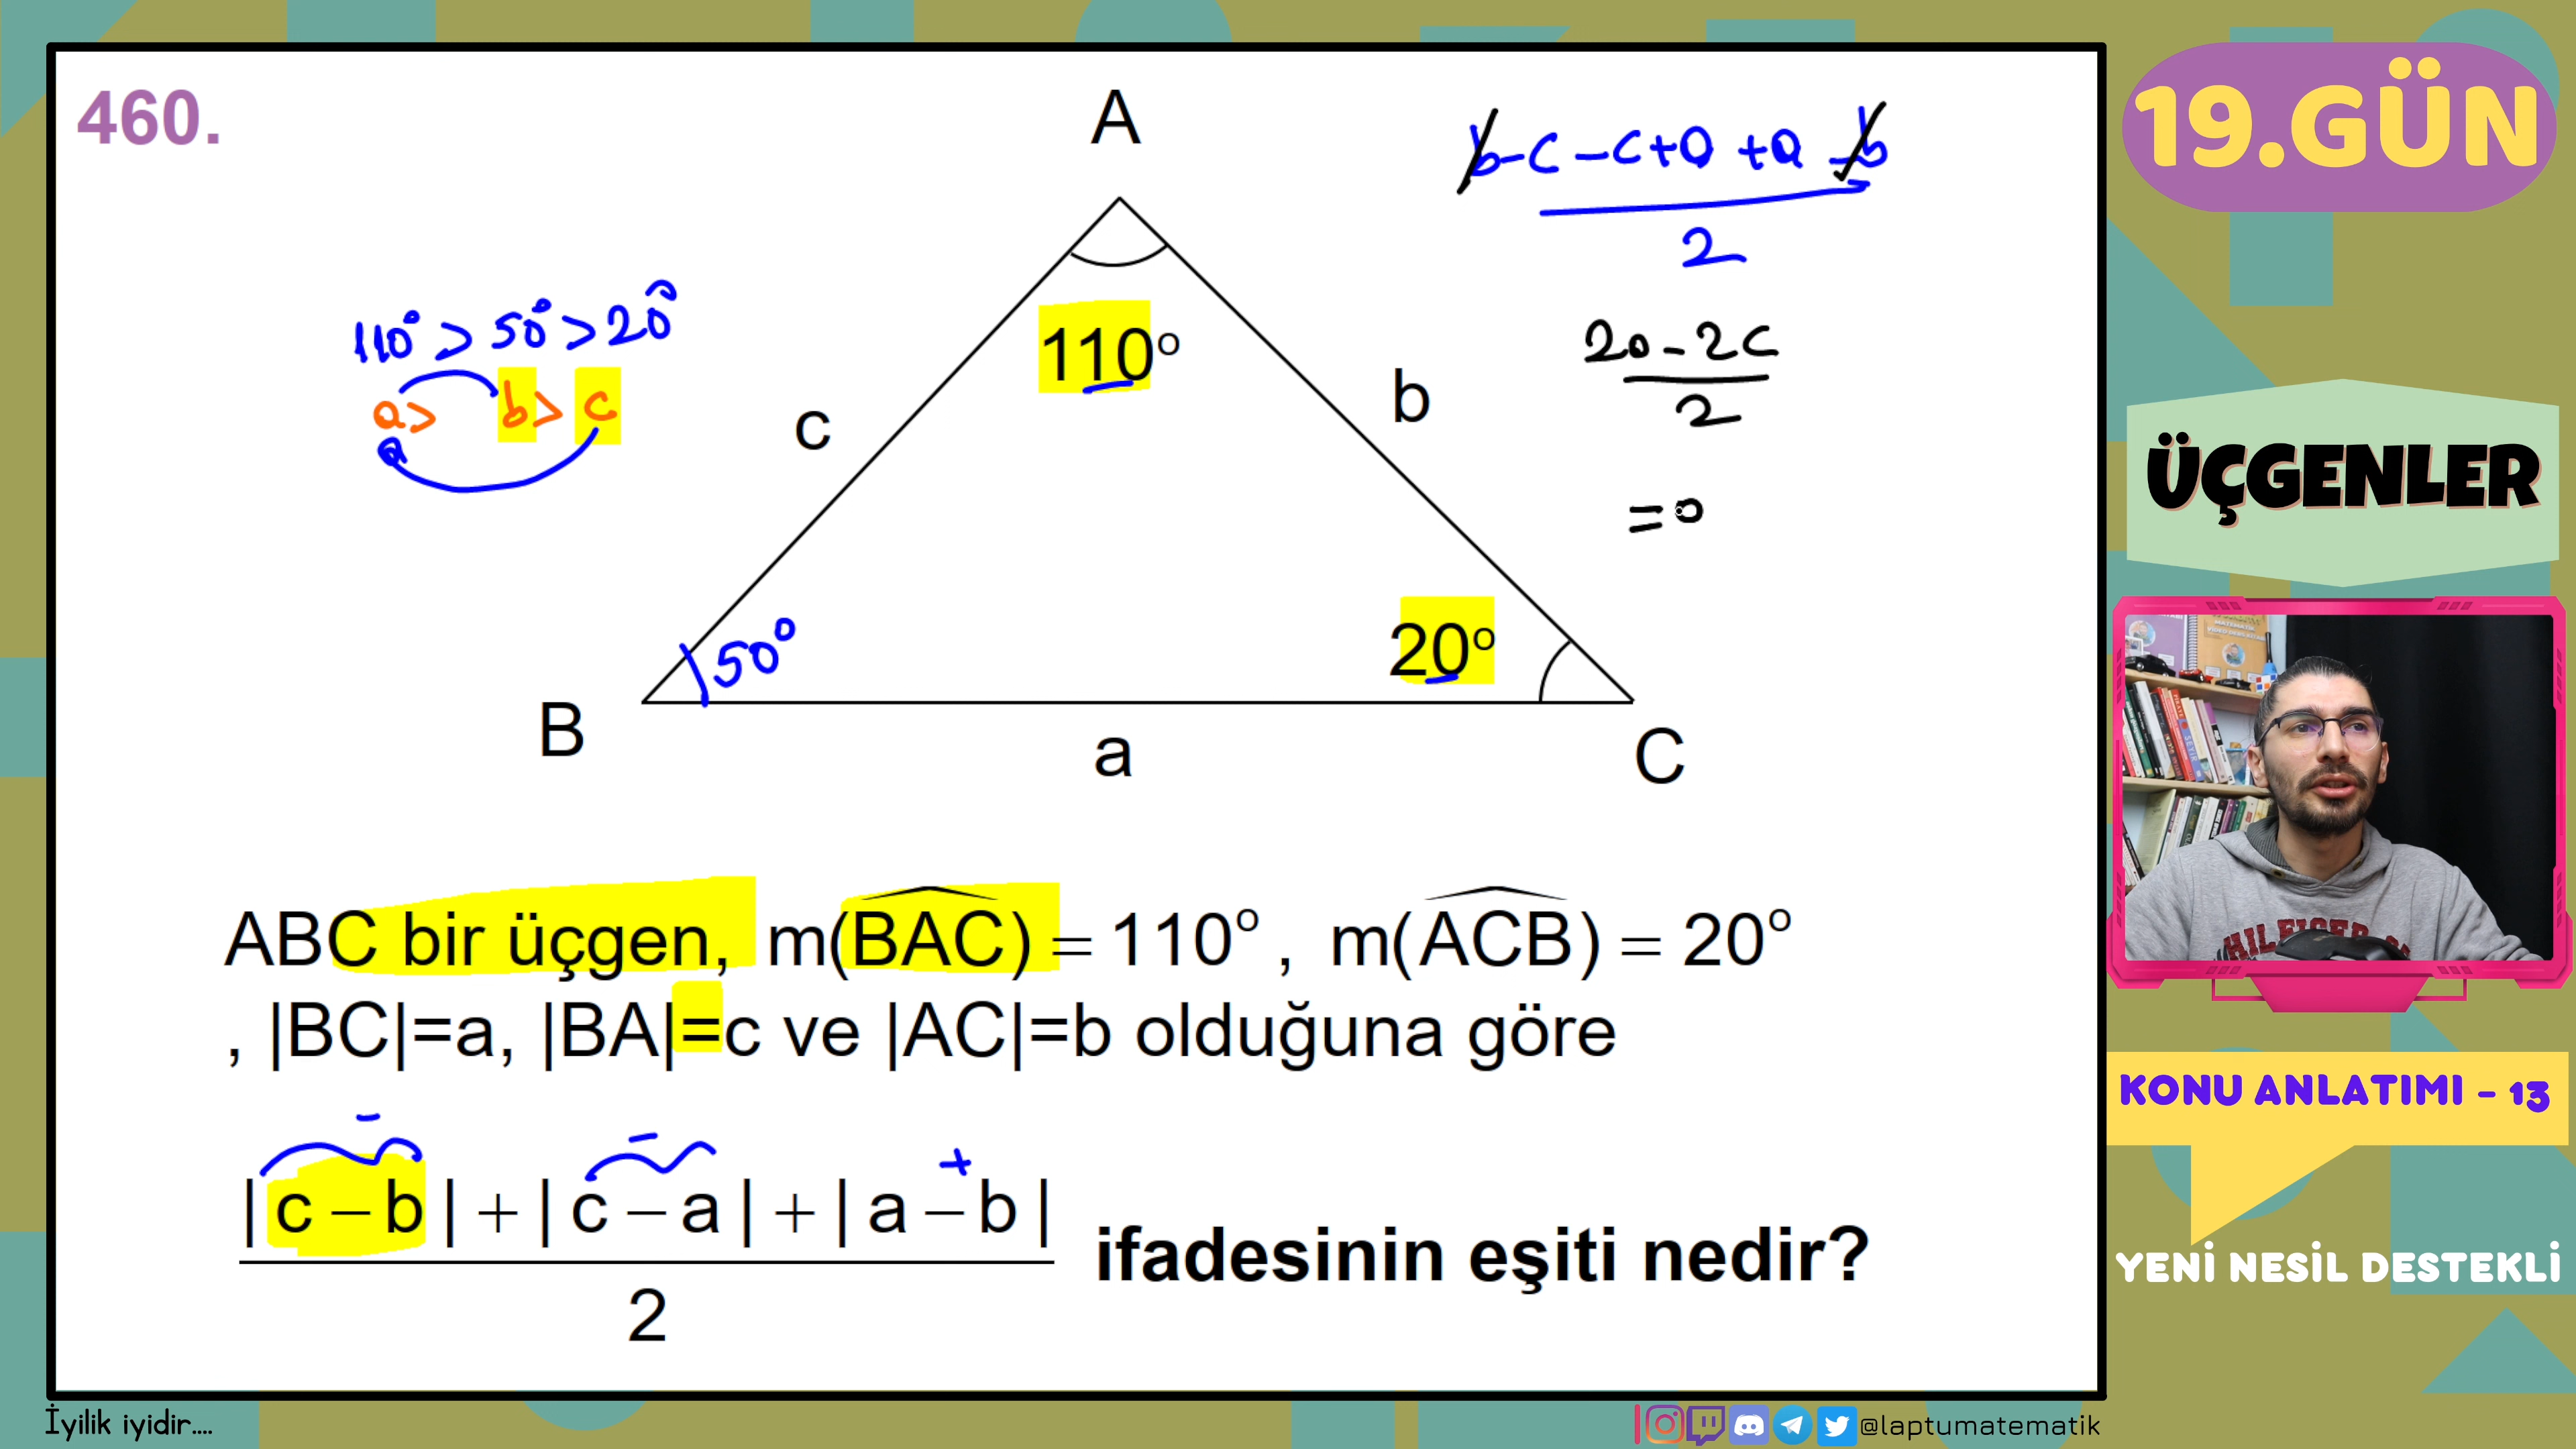 460.
A
b - c - c + a + a - b
2
110° > 50° > 20°
a > b > c
a
110°
2a - 2c
2
c
b
= a
50°
20°
B
a
C
ABC bir üçgen, m(BAC) = 110°, m(ACB) = 20°
, |BC|=a, |BA|=c ve |AC|=b olduğuna göre
- - +
| c − b | + | c − a | + | a − b |
2
ifadesinin eşiti nedir?
19.GÜN
ÜÇGENLER
KONU ANLATIMI - 13
YENİ NESİL DESTEKLİ
İyilik iyidir....
@laptumatematik